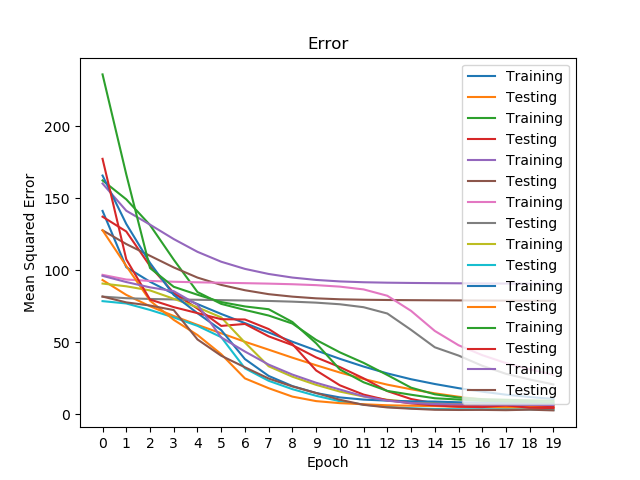 Error
Mean Squared Error
200
150
100
50
0
0 1 2 3 4 5 6 7 8 9 10 11 12 13 14 15 16 17 18 19
Epoch
Training
Testing
Training
Testing
Training
Testing
Training
Testing
Training
Testing
Training
Testing
Training
Testing
Training
Testing